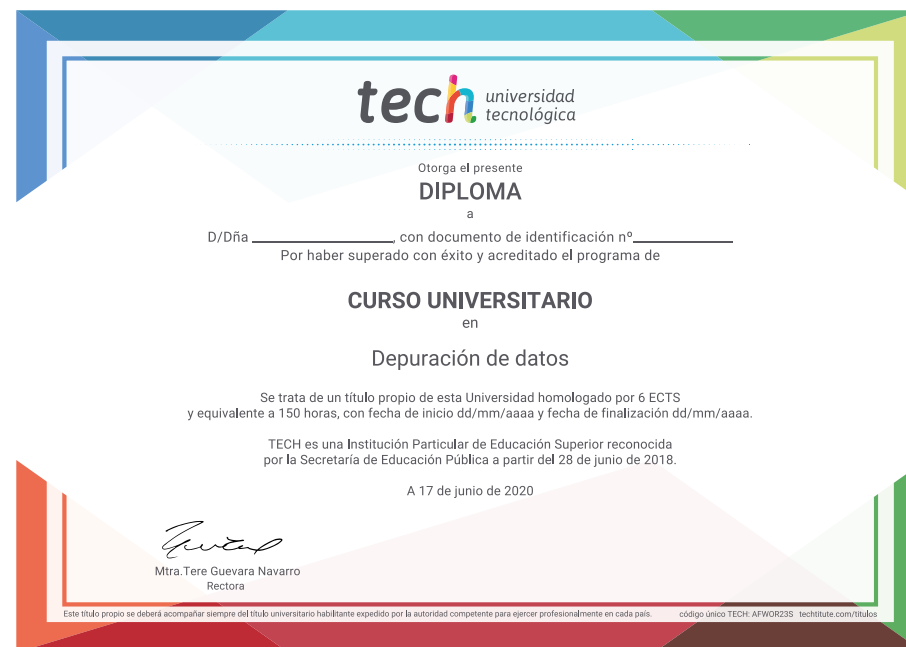 tech universidad
tecnológica
Otorga el presente
DIPLOMA
a
D/Dña ____________________, con documento de identificación nº______________
Por haber superado con éxito y acreditado el programa de
CURSO UNIVERSITARIO
en
Depuración de datos
Se trata de un título propio de esta Universidad homologado por 6 ECTS
y equivalente a 150 horas, con fecha de inicio dd/mm/aaaa y fecha de finalización dd/mm/aaaa.
TECH es una Institución Particular de Educación Superior reconocida
por la Secretaría de Educación Pública a partir del 28 de junio de 2018.
A 17 de junio de 2020
Mtra.Tere Guevara Navarro
Rectora
Este título propio se deberá acompañar siempre del título universitario habilitante expedido por la autoridad competente para ejercer profesionalmente en cada país. código único TECH: AFWOR23S techtitute.com/titulos